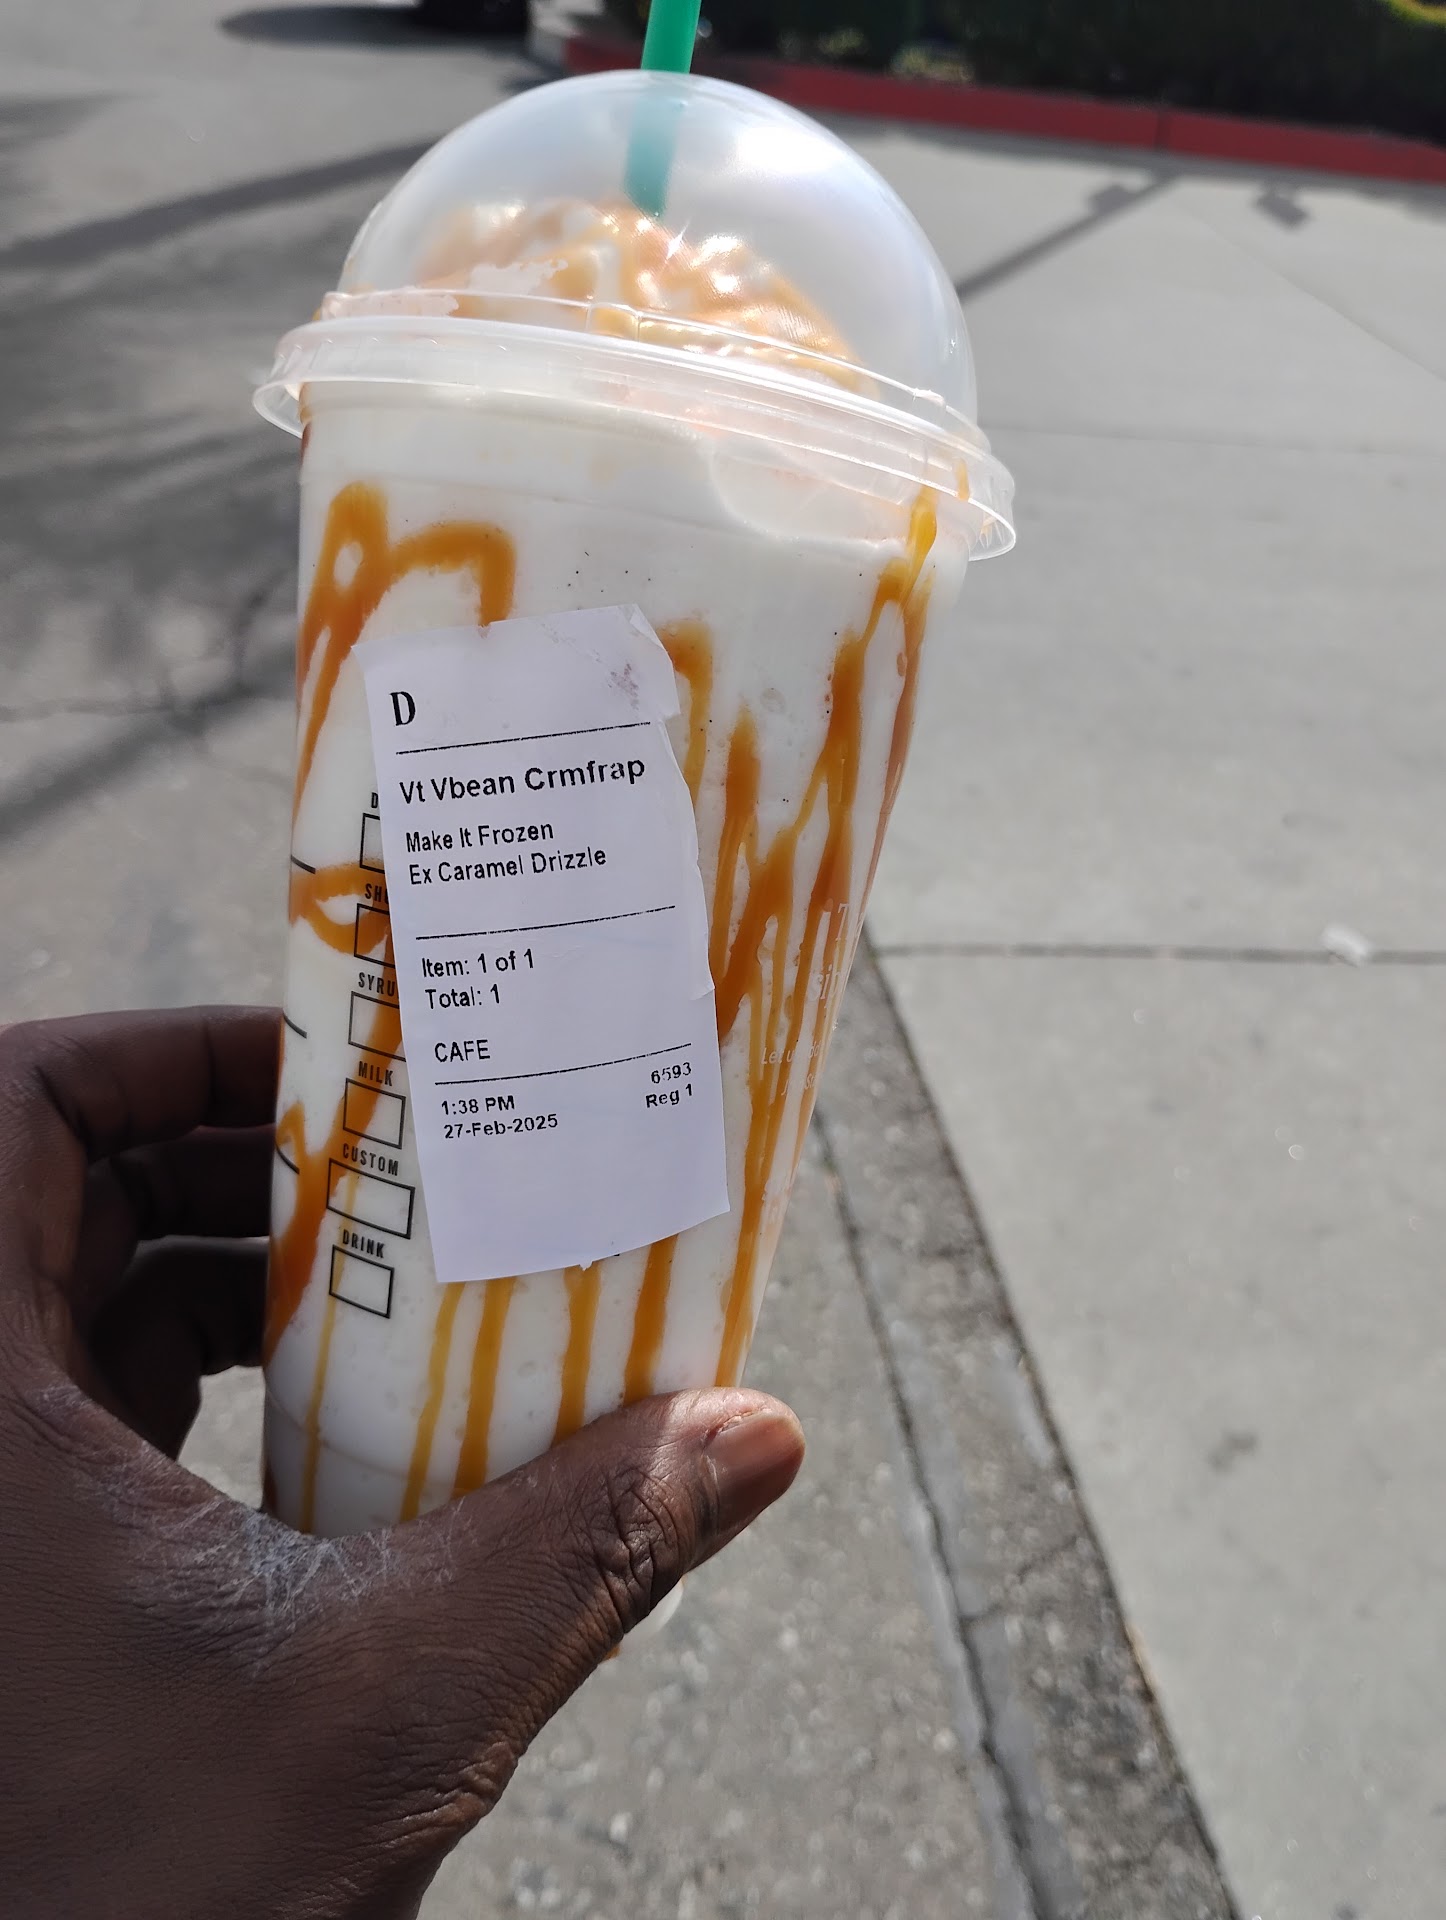 D
Vt Vbean Crmfrap
Make It Frozen
Ex Caramel Drizzle
Item: 1 of 1
Total: 1
CAFE
6593
1:38 PM
Reg 1
27-Feb-2025
MILK
CUSTOM
DRINK